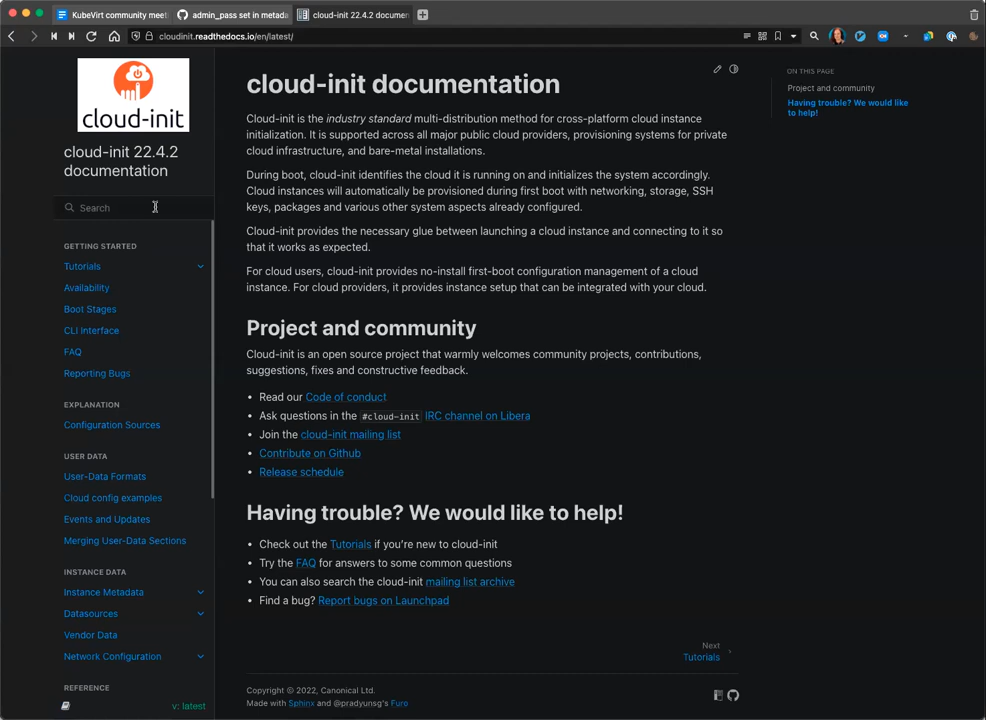 KubeVirt community meet
admin_pass set in metada
cloud-init 22.4.2 documen
cloudinit.readthedocs.io/en/latest/
cloud-init
cloud-init 22.4.2
documentation
Search
GETTING STARTED
Tutorials
Availability
Boot Stages
CLI Interface
FAQ
Reporting Bugs
EXPLANATION
Configuration Sources
USER DATA
User-Data Formats
Cloud config examples
Events and Updates
Merging User-Data Sections
INSTANCE DATA
Instance Metadata
Datasources
Vendor Data
Network Configuration
REFERENCE
v: latest
cloud-init documentation
Cloud-init is the industry standard multi-distribution method for cross-platform cloud instance
initialization. It is supported across all major public cloud providers, provisioning systems for private
cloud infrastructure, and bare-metal installations.
During boot, cloud-init identifies the cloud it is running on and initializes the system accordingly.
Cloud instances will automatically be provisioned during first boot with networking, storage, SSH
keys, packages and various other system aspects already configured.
Cloud-init provides the necessary glue between launching a cloud instance and connecting to it so
that it works as expected.
For cloud users, cloud-init provides no-install first-boot configuration management of a cloud
instance. For cloud providers, it provides instance setup that can be integrated with your cloud.
Project and community
Cloud-init is an open source project that warmly welcomes community projects, contributions,
suggestions, fixes and constructive feedback.
• Read our Code of conduct
• Ask questions in the #cloud-init IRC channel on Libera
• Join the cloud-init mailing list
• Contribute on Github
• Release schedule
Having trouble? We would like to help!
• Check out the Tutorials if you're new to cloud-init
• Try the FAQ for answers to some common questions
• You can also search the cloud-init mailing list archive
• Find a bug? Report bugs on Launchpad
Next
Tutorials
Copyright © 2022, Canonical Ltd.
Made with Sphinx and @pradyunsg's Furo
ON THIS PAGE
Project and community
Having trouble? We would like to
help!